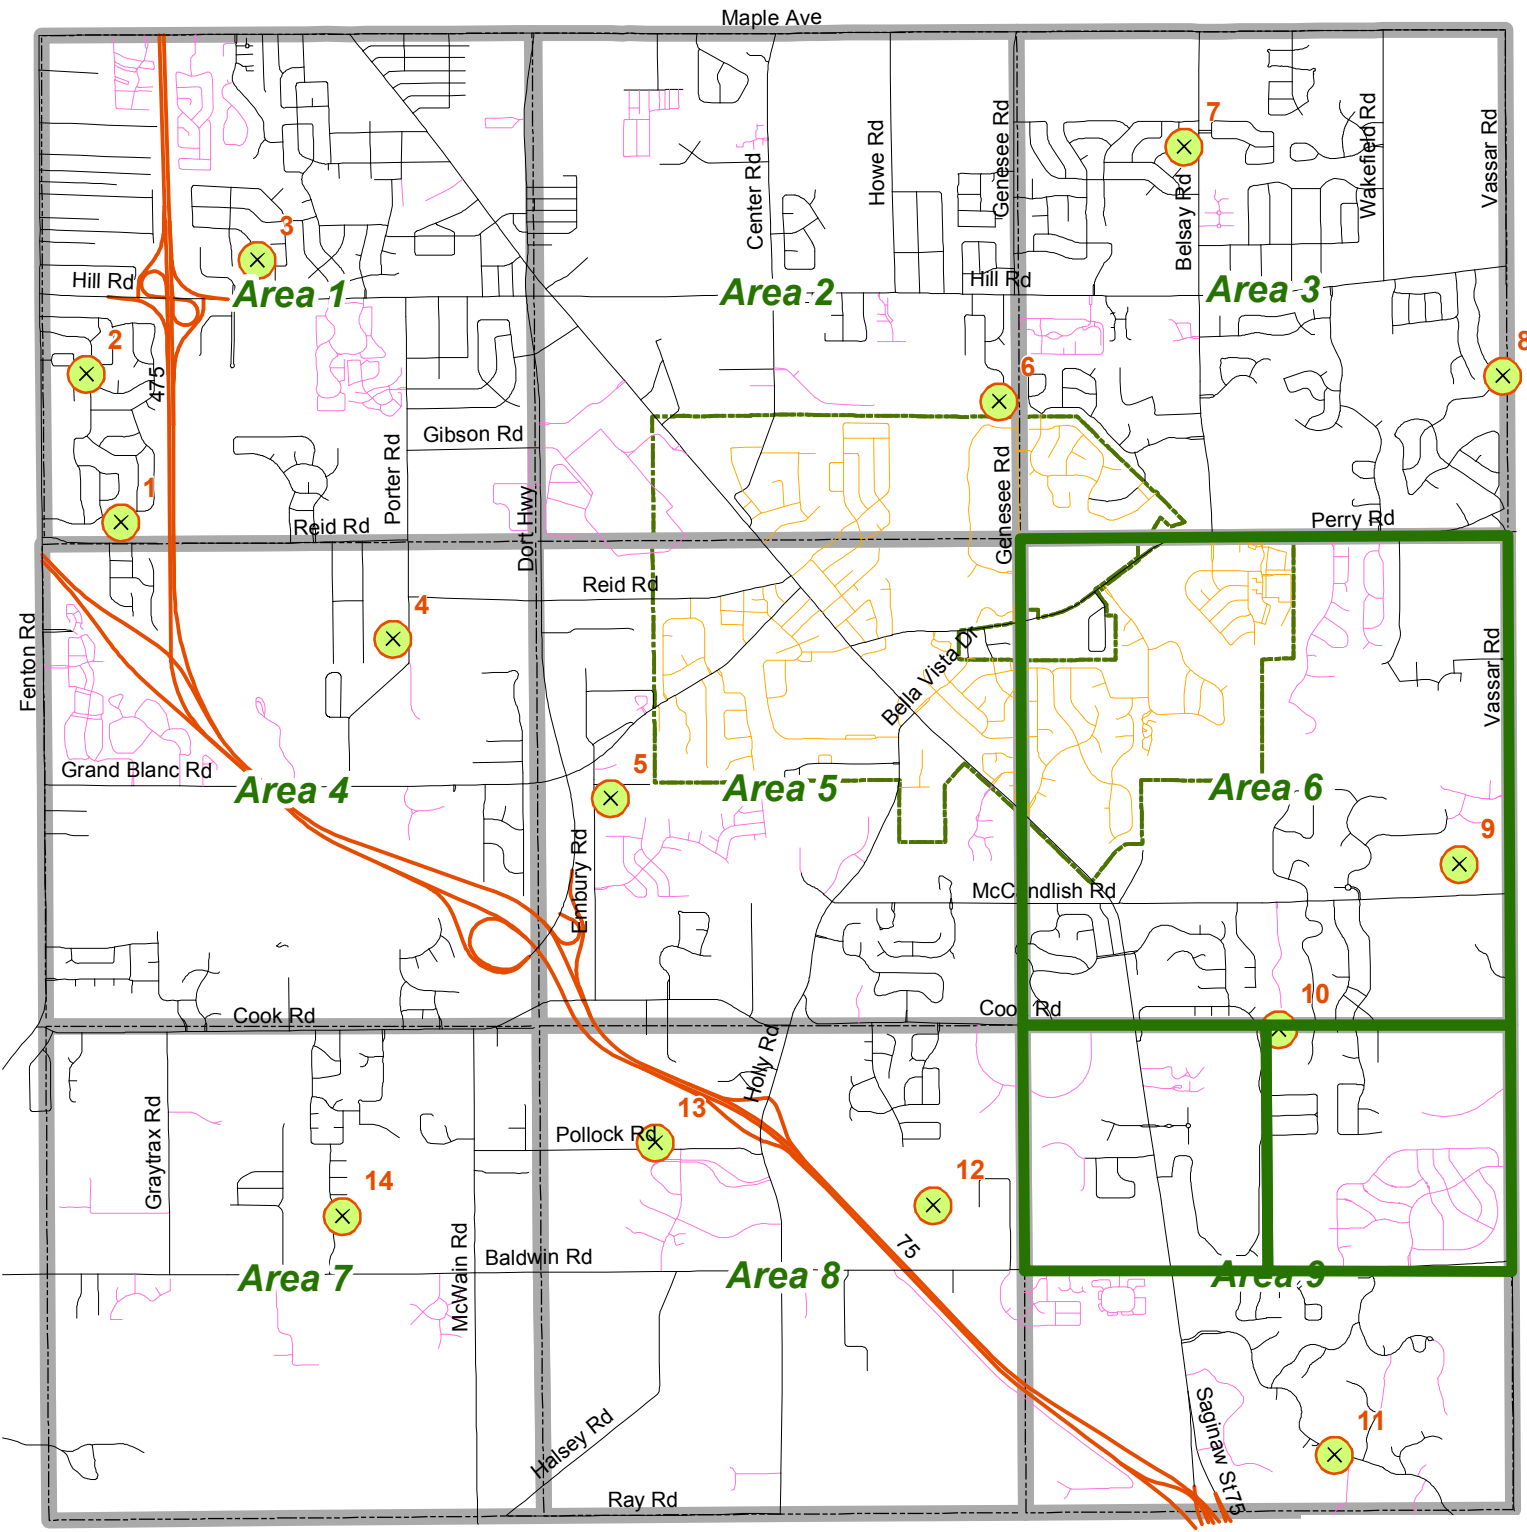 Maple Ave
Genesee Rd
7
Howe Rd
Wakefield Rd
Vassar Rd
Center Rd
Belsay Rd
3
Hill Rd
Area 1
Area 2
Hill Rd
Area 3
2
475
6
8
Gibson Rd
Porter Rd
1
Dort Hwy
Genesee Rd
Reid Rd
Perry Rd
Reid Rd
4
Fenton Rd
Bella Vista Dr
Vassar Rd
Grand Blanc Rd
5
Area 4
Area 5
Area 6
9
Embury Rd
McCandlish Rd
10
Cook Rd
Cook Rd
Holly Rd
13
Graytrax Rd
Pollock Rd
14
12
McWain Rd
75
Baldwin Rd
Area 7
Area 8
Area 9
Saginaw St
11
Halsey Rd
75
Ray Rd